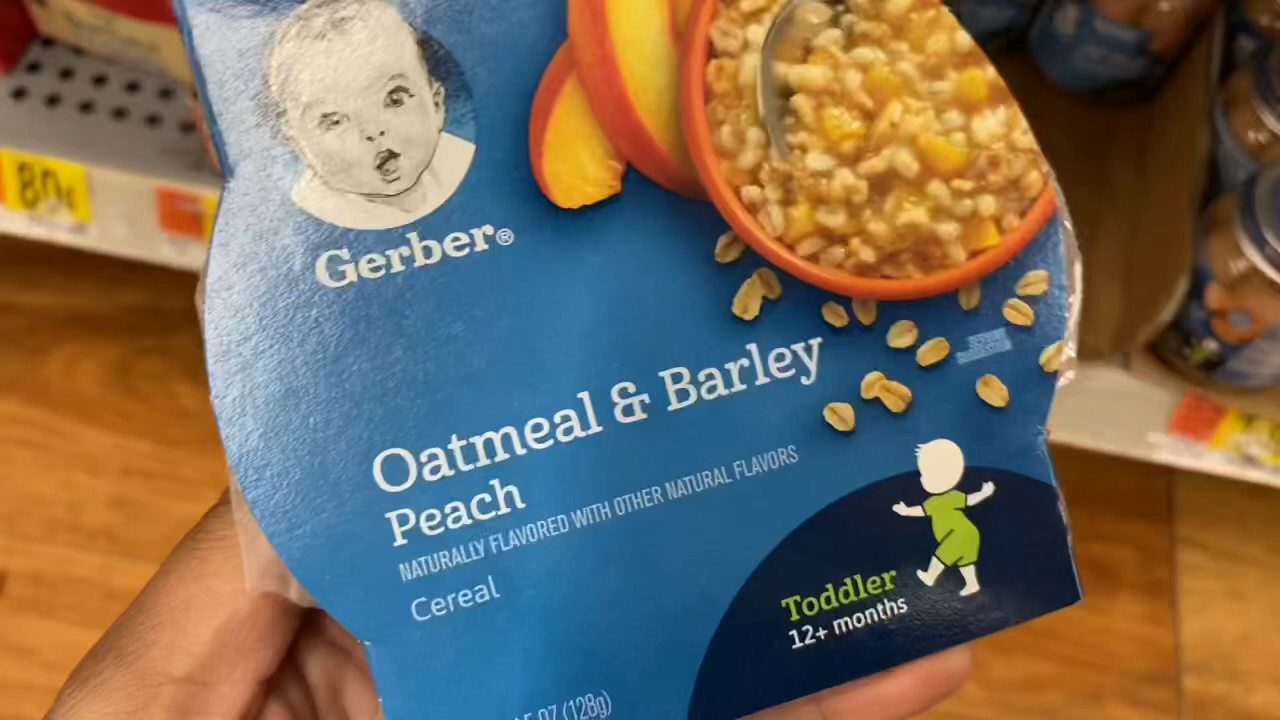 80¢
Gerber®
Oatmeal & Barley
Peach
NATURALLY FLAVORED WITH OTHER NATURAL FLAVORS
Cereal
Toddler
12+ months
(128g)